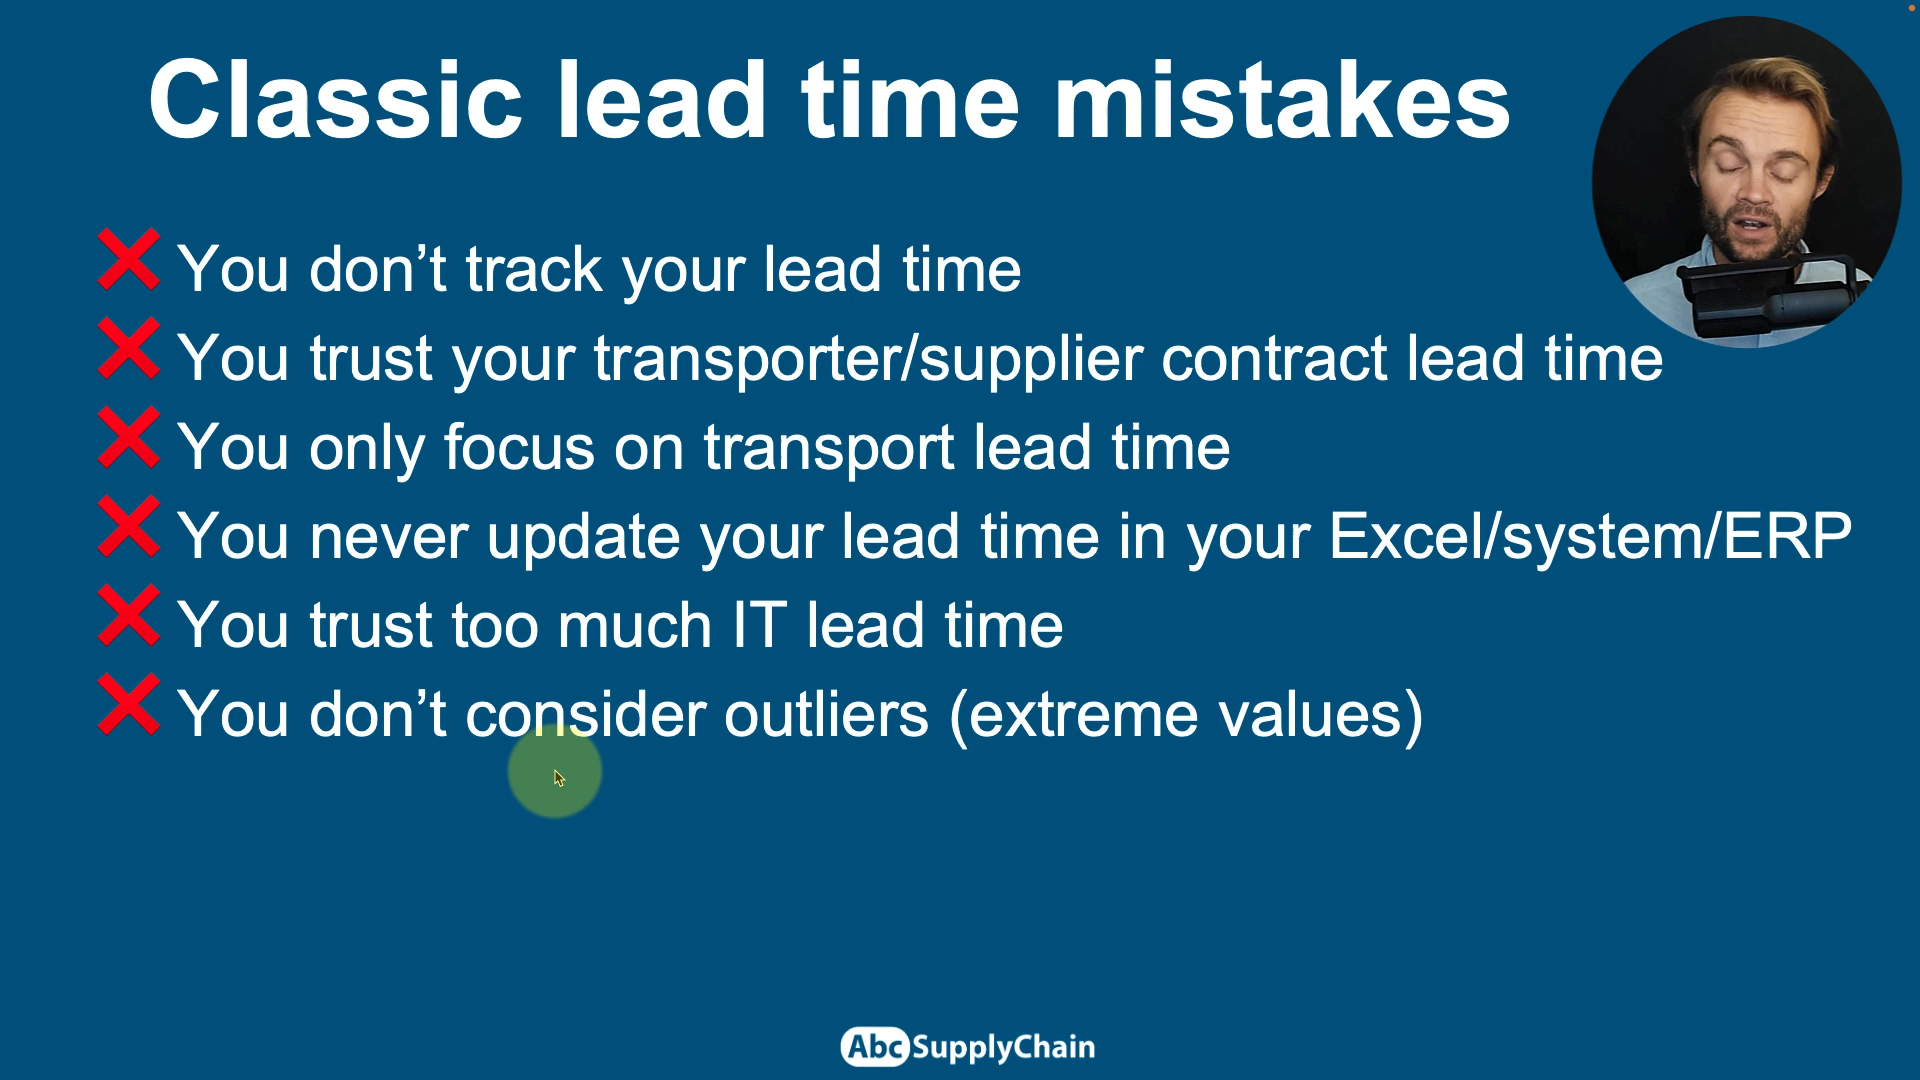 Classic lead time mistakes
You don’t track your lead time
You trust your transporter/supplier contract lead time
You only focus on transport lead time
You never update your lead time in your Excel/system/ERP
You trust too much IT lead time
You don’t consider outliers (extreme values)
Abc SupplyChain